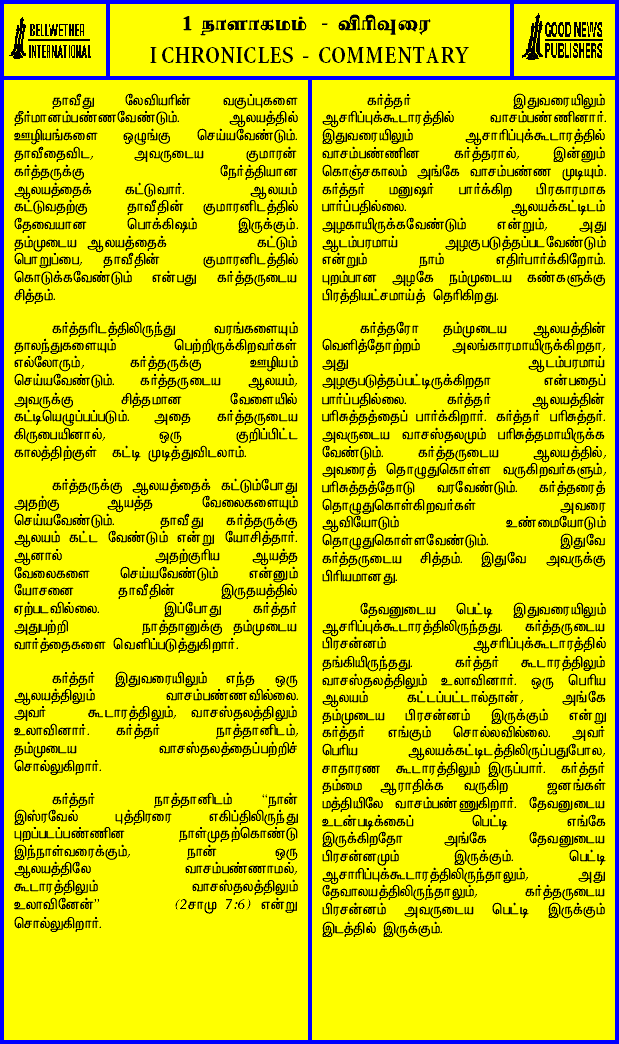 BELLWETHER
INTERNATIONAL
1 நாளாகமம் - விரிவுரை
I CHRONICLES - COMMENTARY
GOOD NEWS
PUBLISHERS
தாவீது லேவியரின் வகுப்புகளை
தீர்மானம்பண்ணவேண்டும். ஆலயத்தில்
ஊழியங்களை ஒழுங்கு செய்யவேண்டும்.
தாவீதைவிட, அவருடைய குமாரன்
கர்த்தருக்கு நேர்த்தியான
ஆலயத்தைக் கட்டுவார். ஆலயம்
கட்டுவதற்கு தாவீதின் குமாரனிடத்தில்
தேவையான பொக்கிஷம் இருக்கும்.
தம்முடைய ஆலயத்தைக் கட்டும்
பொறுப்பை, தாவீதின் குமாரனிடத்தில்
கொடுக்கவேண்டும் என்பது கர்த்தருடைய
சித்தம்.
கர்த்தரிடத்திலிருந்து வரங்களையும்
தாலந்துகளையும் பெற்றிருக்கிறவர்கள்
எல்லோரும், கர்த்தருக்கு ஊழியம்
செய்யவேண்டும். கர்த்தருடைய ஆலயம்,
அவருக்கு சித்தமான வேளையில்
கட்டியெழுப்பப்படும். அதை கர்த்தருடைய
கிருபையினால், ஒரு குறிப்பிட்ட
காலத்திற்குள் கட்டி முடித்துவிடலாம்.
கர்த்தருக்கு ஆலயத்தைக் கட்டும்போது
அதற்கு ஆயத்த வேலைகளையும்
செய்யவேண்டும். தாவீது கர்த்தருக்கு
ஆலயம் கட்ட வேண்டும் என்று யோசித்தார்.
ஆனால் அதற்குரிய ஆயத்த
வேலைகளை செய்யவேண்டும் என்னும்
யோசனை தாவீதின் இருதயத்தில்
ஏற்படவில்லை. இப்போது கர்த்தர்
அதுபற்றி நாத்தானுக்கு தம்முடைய
வார்த்தைகளை வெளிப்படுத்துகிறார்.
கர்த்தர் இதுவரையிலும் எந்த ஒரு
ஆலயத்திலும் வாசம்பண்ணவில்லை.
அவர் கூடாரத்திலும், வாசஸ்தலத்திலும்
உலாவினார். கர்த்தர் நாத்தானிடம்,
தம்முடைய வாசஸ்தலத்தைப்பற்றிச்
சொல்லுகிறார்.
கர்த்தர் நாத்தானிடம் “நான்
இஸ்ரவேல் புத்திரரை எகிப்திலிருந்து
புறப்படப்பண்ணின நாள்முதற்கொண்டு
இந்நாள்வரைக்கும், நான் ஒரு
ஆலயத்திலே வாசம்பண்ணாமல்,
கூடாரத்திலும் வாசஸ்தலத்திலும்
உலாவினேன்” (2சாமு 7:6) என்று
சொல்லுகிறார்.
கர்த்தர் இதுவரையிலும்
ஆசரிப்புக்கூடாரத்தில் வாசம்பண்ணினார்.
இதுவரையிலும் ஆசாரிப்புக்கூடாரத்தில்
வாசம்பண்ணின கர்த்தரால், இன்னும்
கொஞ்சகாலம் அங்கே வாசம்பண்ண முடியும்.
கர்த்தர் மனுஷர் பார்க்கிற பிரகாரமாக
பார்ப்பதில்லை. ஆலயக்கட்டிடம்
அழகாயிருக்கவேண்டும் என்றும், அது
ஆடம்பரமாய் அழகுபடுத்தப்படவேண்டும்
என்றும் நாம் எதிர்பார்க்கிறோம்.
புறம்பான அழகே நம்முடைய கண்களுக்கு
பிரத்தியட்சமாய்த் தெரிகிறது.
கர்த்தரோ தம்முடைய ஆலயத்தின்
வெளித்தோற்றம் அலங்காரமாயிருக்கிறதா,
அது ஆடம்பரமாய்
அழகுபடுத்தப்பட்டிருக்கிறதா என்பதைப்
பார்ப்பதில்லை. கர்த்தர் ஆலயத்தின்
பரிசுத்தத்தைப் பார்க்கிறார். கர்த்தர் பரிசுத்தர்.
அவருடைய வாசஸ்தலமும் பரிசுத்தமாயிருக்க
வேண்டும். கர்த்தருடைய ஆலயத்தில்,
அவரைத் தொழுதுகொள்ள வருகிறவர்களும்,
பரிசுத்தத்தோடு வரவேண்டும். கர்த்தரைத்
தொழுதுகொள்கிறவர்கள் அவரை
ஆவியோடும் உண்மையோடும்
தொழுதுகொள்ளவேண்டும். இதுவே
கர்த்தருடைய சித்தம். இதுவே அவருக்கு
பிரியமானது.
தேவனுடைய பெட்டி இதுவரையிலும்
ஆசரிப்புக்கூடாரத்திலிருந்தது. கர்த்தருடைய
பிரசன்னம் ஆசரிப்புக்கூடாரத்தில்
தங்கியிருந்தது. கர்த்தர் கூடாரத்திலும்
வாசஸ்தலத்திலும் உலாவினார். ஒரு பெரிய
ஆலயம் கட்டப்பட்டால்தான், அங்கே
தம்முடைய பிரசன்னம் இருக்கும் என்று
கர்த்தர் எங்கும் சொல்லவில்லை. அவர்
பெரிய ஆலயக்கட்டிடத்திலிருப்பதுபோல,
சாதாரண கூடாரத்திலும் இருப்பார். கர்த்தர்
தம்மை ஆராதிக்க வருகிற ஜனங்கள்
மத்தியிலே வாசம்பண்ணுகிறார். தேவனுடைய
உடன்படிக்கைப் பெட்டி எங்கே
இருக்கிறதோ அங்கே தேவனுடைய
பிரசன்னமும் இருக்கும். பெட்டி
ஆசாரிப்புக்கூடாரத்திலிருந்தாலும், அது
தேவாலயத்திலிருந்தாலும், கர்த்தருடைய
பிரசன்னம் அவருடைய பெட்டி இருக்கும்
இடத்தில் இருக்கும்.